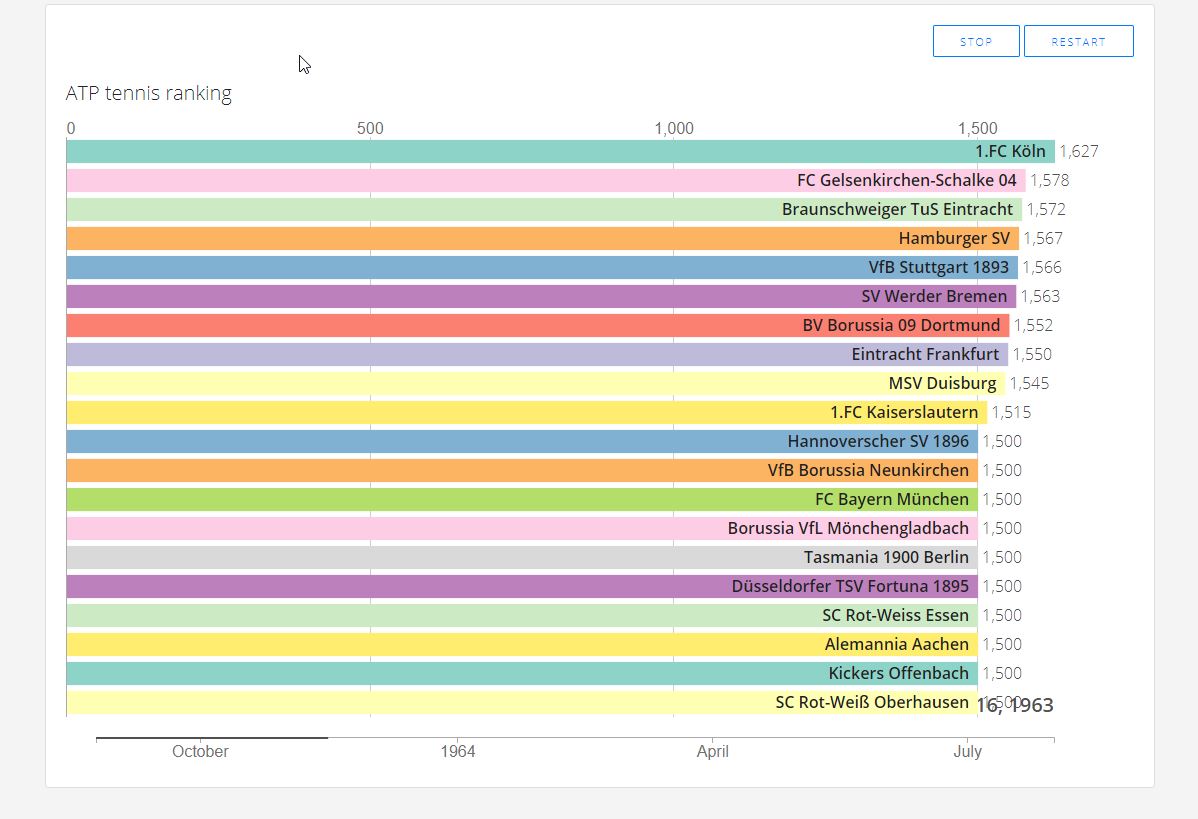 STOP
RESTART
ATP tennis ranking
0 500 1,000 1,500
1.FC Köln 1,627
FC Gelsenkirchen-Schalke 04 1,578
Braunschweiger TuS Eintracht 1,572
Hamburger SV 1,567
VfB Stuttgart 1893 1,566
SV Werder Bremen 1,563
BV Borussia 09 Dortmund 1,552
Eintracht Frankfurt 1,550
MSV Duisburg 1,545
1.FC Kaiserslautern 1,515
Hannoverscher SV 1896 1,500
VfB Borussia Neunkirchen 1,500
FC Bayern München 1,500
Borussia VfL Mönchengladbach 1,500
Tasmania 1900 Berlin 1,500
Düsseldorfer TSV Fortuna 1895 1,500
SC Rot-Weiss Essen 1,500
Alemannia Aachen 1,500
Kickers Offenbach 1,500
SC Rot-Weiß Oberhausen 1,500
16, 1963
October 1964 April July